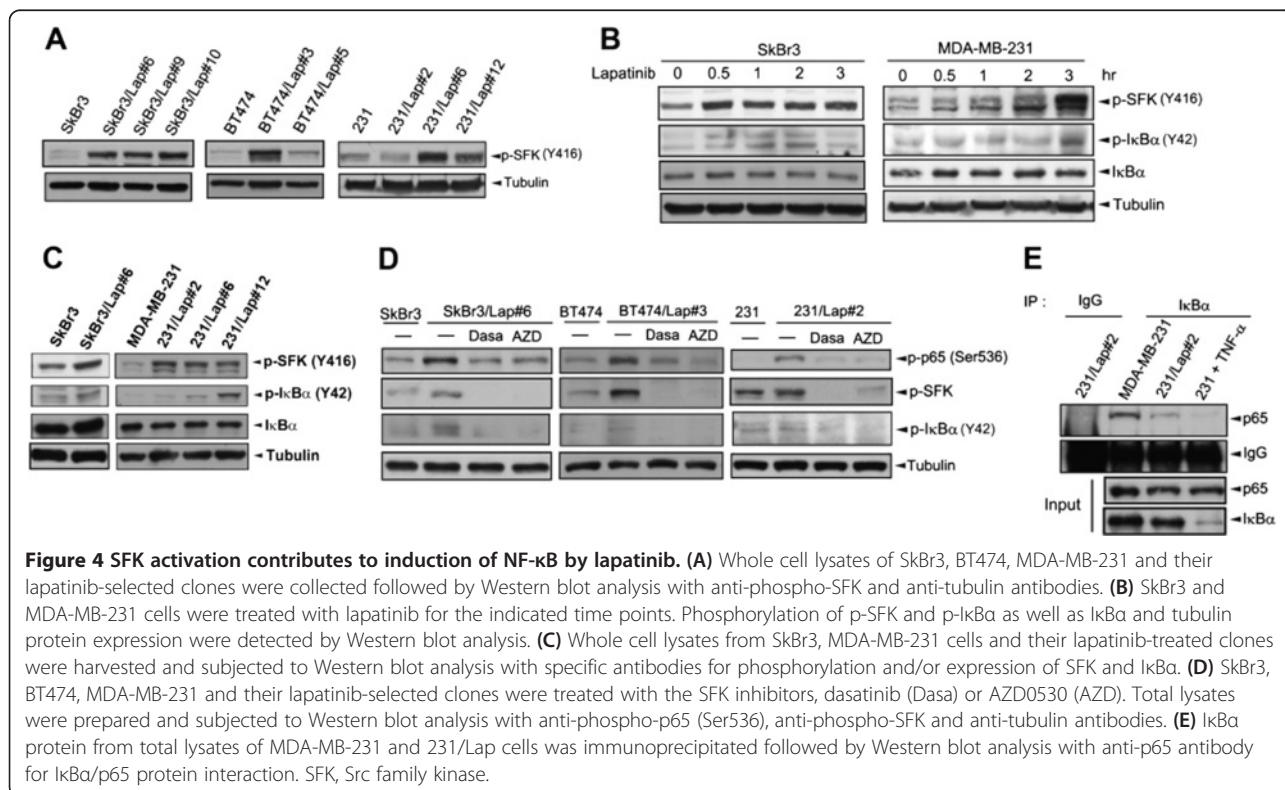 A
SkBr3 SkBr3/Lap#6 SkBr3/Lap#9 SkBr3/Lap#10 BT474 BT474/Lap#3 BT474/Lap#5 231 231/Lap#2 231/Lap#6 231/Lap#12
p-SFK (Y416)
Tubulin
B
SkBr3 MDA-MB-231
Lapatinib 0 0.5 1 2 3 0 0.5 1 2 3 hr
p-SFK (Y416)
p-IκBα (Y42)
IκBα
Tubulin
C
SkBr3 SkBr3/Lap#6 MDA-MB-231 231/Lap#2 231/Lap#6 231/Lap#12
p-SFK (Y416)
p-IκBα (Y42)
IκBα
Tubulin
D
SkBr3 SkBr3/Lap#6 BT474 BT474/Lap#3 231 231/Lap#2
— — Dasa AZD — — Dasa AZD — — Dasa AZD
p-p65 (Ser536)
p-SFK
p-IκBα (Y42)
Tubulin
E
IP : IgG IκBα
231/Lap#2 MDA-MB-231 231/Lap#2 231 + TNF-α
p65
IgG
Input
p65
IκBα
Figure 4 SFK activation contributes to induction of NF-κB by lapatinib. (A) Whole cell lysates of SkBr3, BT474, MDA-MB-231 and their
lapatinib-selected clones were collected followed by Western blot analysis with anti-phospho-SFK and anti-tubulin antibodies. (B) SkBr3 and
MDA-MB-231 cells were treated with lapatinib for the indicated time points. Phosphorylation of p-SFK and p-IκBα as well as IκBα and tubulin
protein expression were detected by Western blot analysis. (C) Whole cell lysates from SkBr3, MDA-MB-231 cells and their lapatinib-treated clones
were harvested and subjected to Western blot analysis with specific antibodies for phosphorylation and/or expression of SFK and IκBα. (D) SkBr3,
BT474, MDA-MB-231 and their lapatinib-selected clones were treated with the SFK inhibitors, dasatinib (Dasa) or AZD0530 (AZD). Total lysates
were prepared and subjected to Western blot analysis with anti-phospho-p65 (Ser536), anti-phospho-SFK and anti-tubulin antibodies. (E) IκBα
protein from total lysates of MDA-MB-231 and 231/Lap cells was immunoprecipitated followed by Western blot analysis with anti-p65 antibody
for IκBα/p65 protein interaction. SFK, Src family kinase.